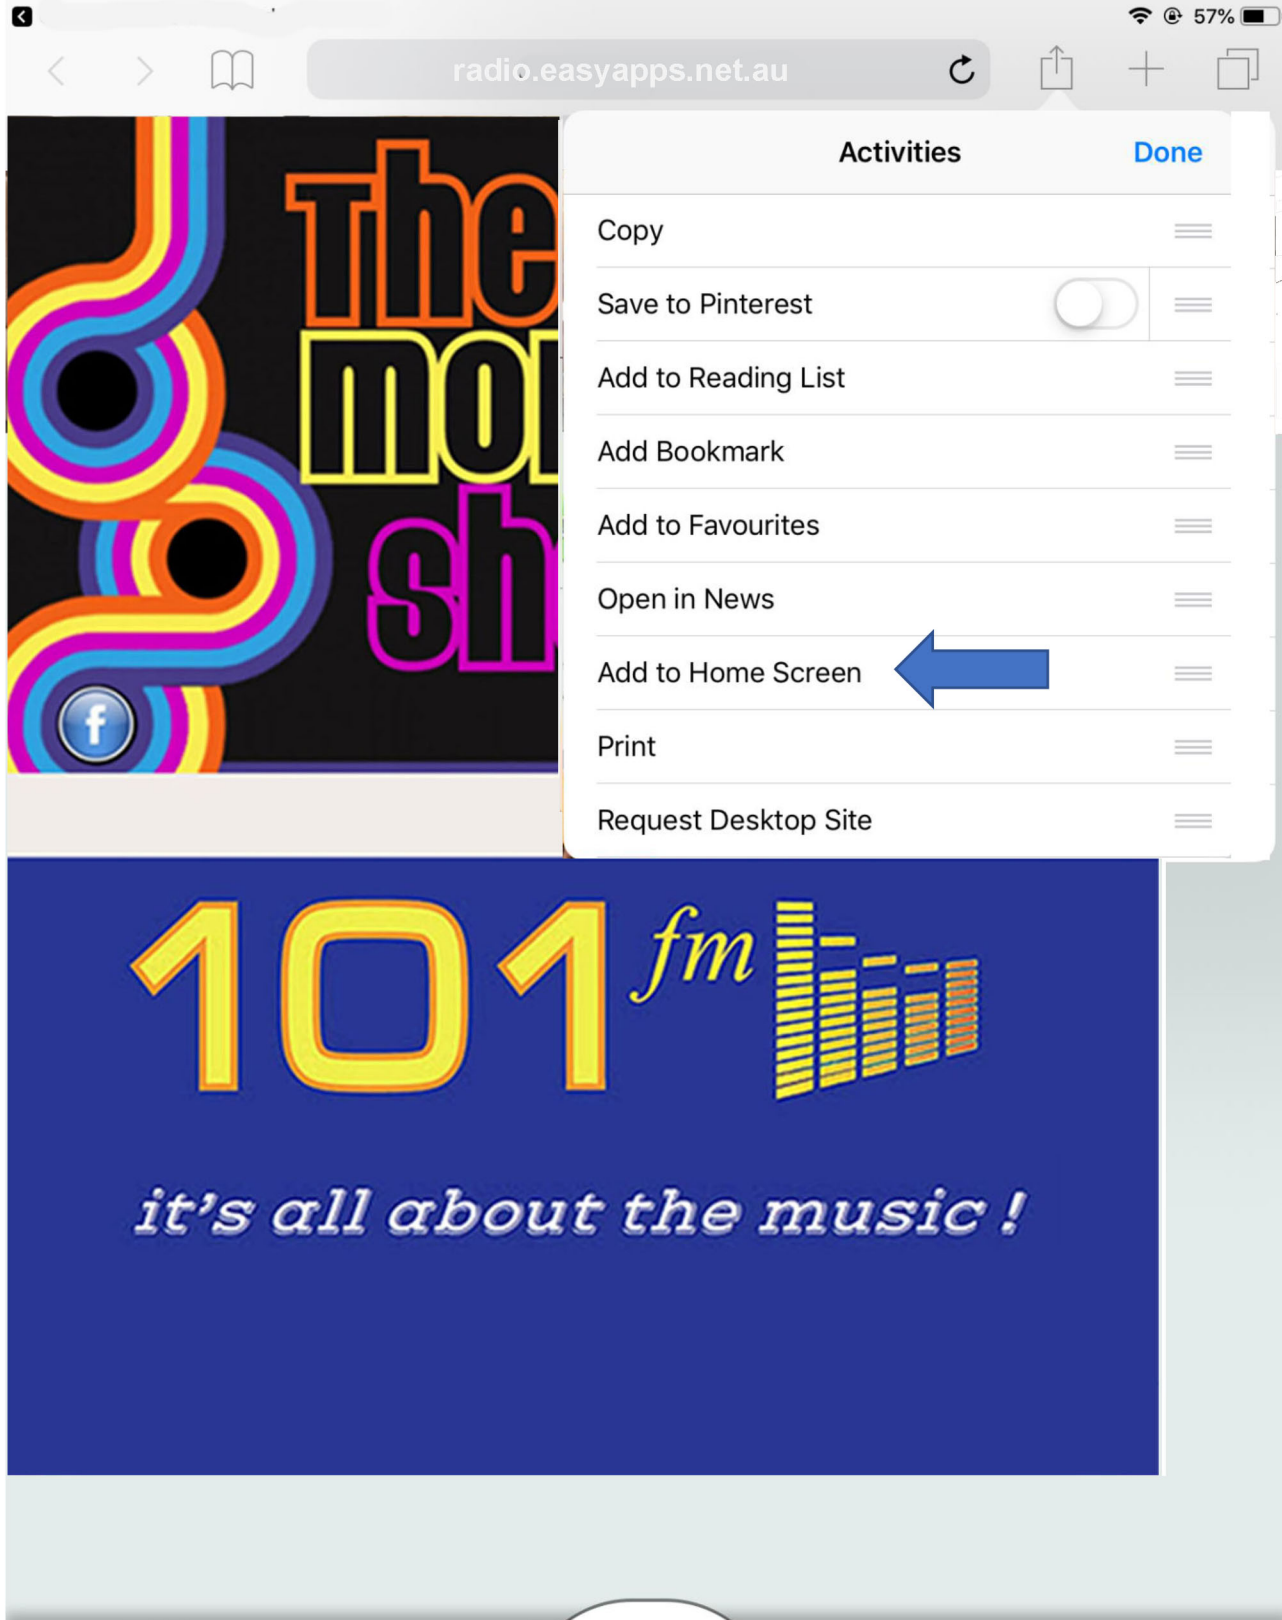 57%
radio.easyapps.net.au
Activities
Done
Copy
Save to Pinterest
Add to Reading List
Add Bookmark
Add to Favourites
Open in News
Add to Home Screen
Print
Request Desktop Site
The
f
101 fm
it's all about the music !